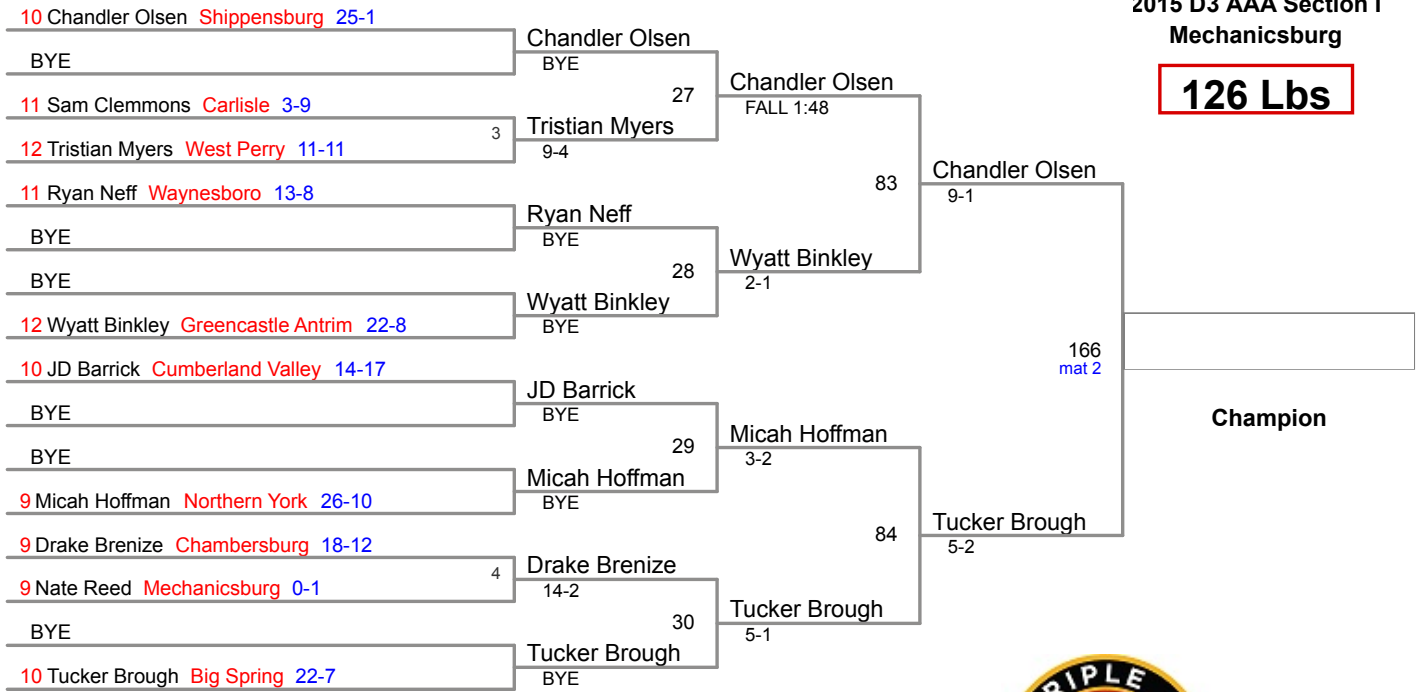 2015 D3 AAA Section I
Mechanicsburg
126 Lbs
10 Chandler Olsen Shippensburg 25-1
BYE
11 Sam Clemmons Carlisle 3-9
12 Tristian Myers West Perry 11-11
11 Ryan Neff Waynesboro 13-8
BYE
BYE
12 Wyatt Binkley Greencastle Antrim 22-8
10 JD Barrick Cumberland Valley 14-17
BYE
BYE
9 Micah Hoffman Northern York 26-10
9 Drake Brenize Chambersburg 18-12
9 Nate Reed Mechanicsburg 0-1
BYE
10 Tucker Brough Big Spring 22-7
3
4
Chandler Olsen
BYE
Tristian Myers
9-4
Ryan Neff
BYE
Wyatt Binkley
BYE
JD Barrick
BYE
Micah Hoffman
BYE
Drake Brenize
14-2
Tucker Brough
BYE
27
28
29
30
Chandler Olsen
FALL 1:48
Wyatt Binkley
2-1
Micah Hoffman
3-2
Tucker Brough
5-1
83
84
Chandler Olsen
9-1
Tucker Brough
5-2
166
mat 2
Champion
RIPLE